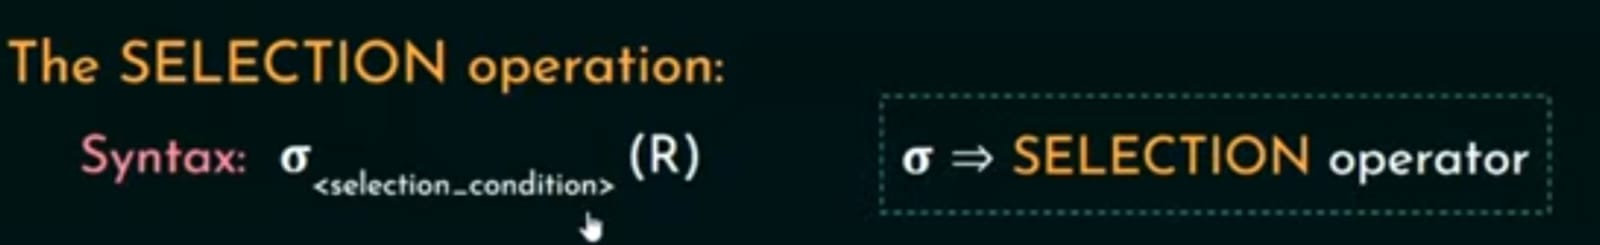 The SELECTION operation:
Syntax: σ <selection_condition> (R)
σ ⇒ SELECTION operator